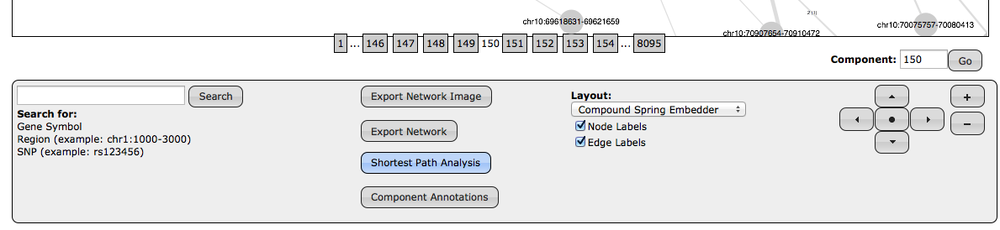 2 (1)
chr10:69618631-69621659
chr10:70075757-70080413
chr10:70907654-70910472
1 ... 146 147 148 149 150 151 152 153 154 ... 8095
Component: 150 Go
Search
Search for:
Gene Symbol
Region (example: chr1:1000-3000)
SNP (example: rs123456)
Export Network Image
Export Network
Shortest Path Analysis
Component Annotations
Layout:
Compound Spring Embedder
Node Labels
Edge Labels
+
−